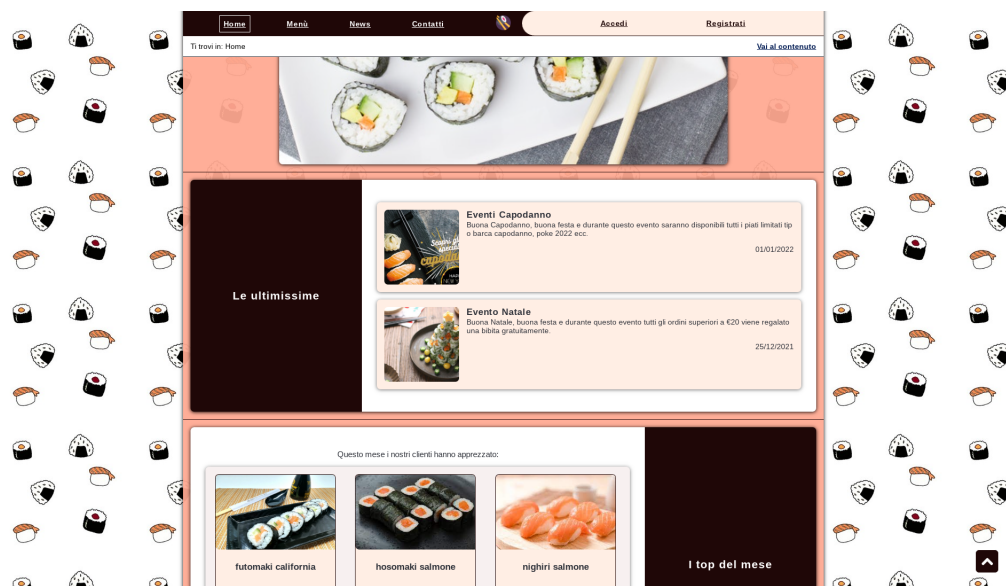 Home Menù News Contatti Accedi Registrati
Ti trovi in: Home Vai al contenuto
Le ultimissime
Eventi Capodanno
Buona Capodanno, buona festa e durante questo evento saranno disponibili tutti i piati limitati tip
o barca capodanno, poke 2022 ecc.
01/01/2022
Evento Natale
Buona Natale, buona festa e durante questo evento tutti gli ordini superiori a €20 viene regalato
una bibita gratuitamente.
25/12/2021
Questo mese i nostri clienti hanno apprezzato:
futomaki california
hosomaki salmone
nighiri salmone
I top del mese